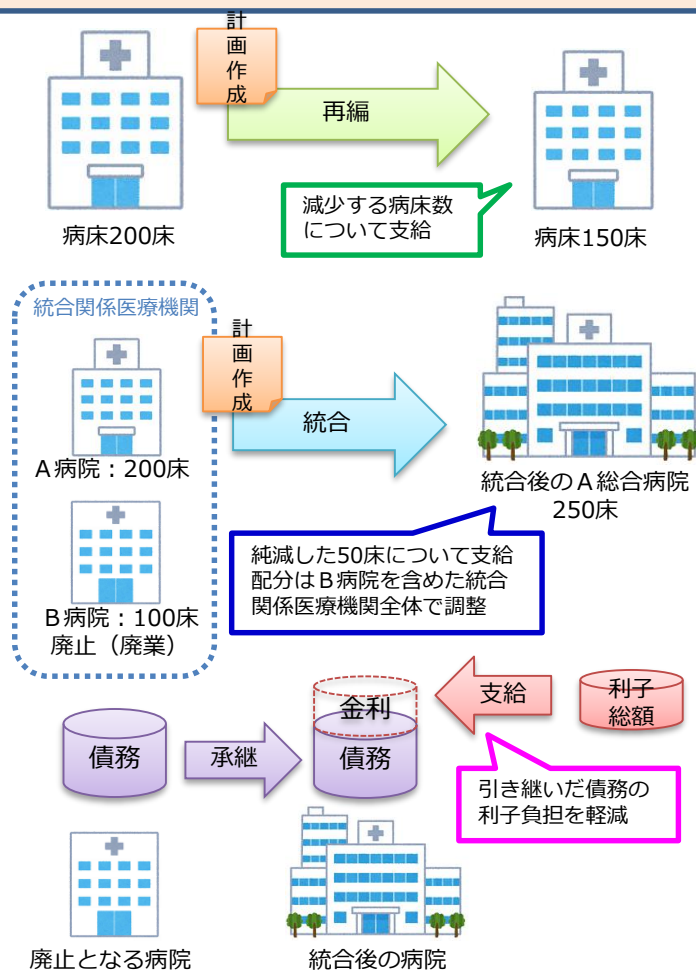 計画作成
再編
減少する病床数
について支給
病床200床
病床150床
統合関係医療機関
計画作成
統合
A病院：200床
B病院：100床
廃止（廃業）
統合後のA総合病院
250床
純減した50床について支給
配分はB病院を含めた統合
関係医療機関全体で調整
債務
承継
金利
債務
支給
利子
総額
引き継いだ債務の
利子負担を軽減
廃止となる病院
統合後の病院